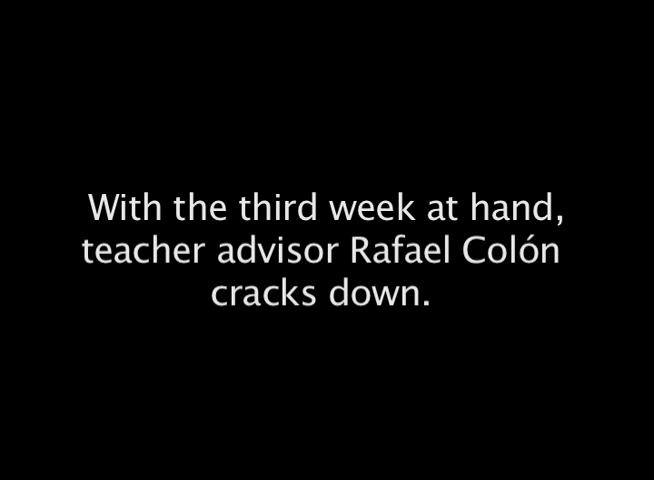 With the third week at hand,
teacher advisor Rafael Colón
cracks down.